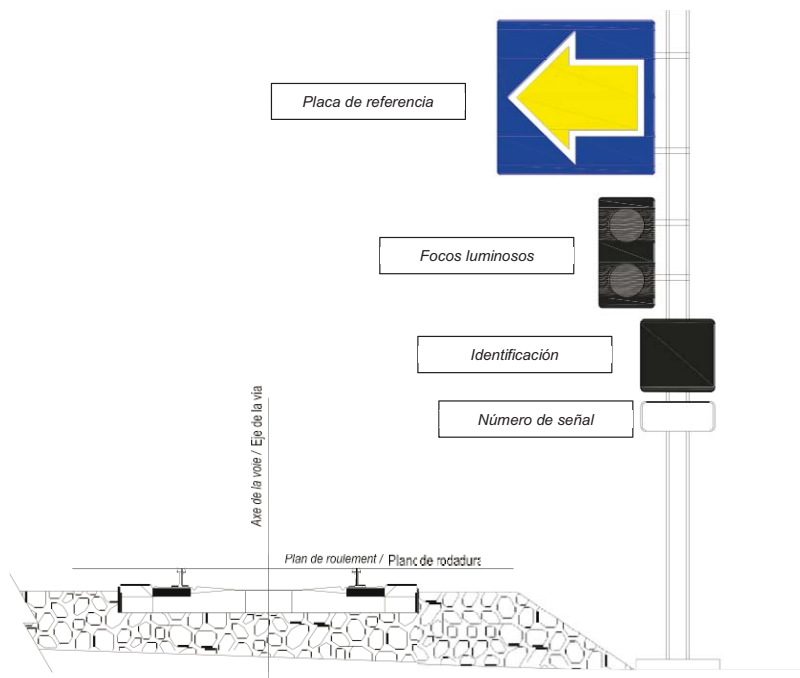 Placa de referencia
Focos luminosos
Identificación
Número de señal
Axe de la voie / Eje de la via
Plan de roulement / Plano de rodadura